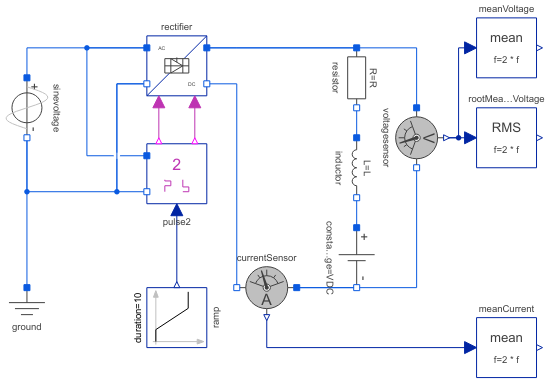 meanVoltage
mean
f=2 * f
rectifier
AC
DC
sinevoltage
+
-
resistor
R=R
voltagesensor
V
rootMea...Voltage
RMS
f=2 * f
2
pulse2
inductor
L=L
consta...ge=VDC
+
-
currentSensor
A
ground
duration=10
ramp
meanCurrent
mean
f=2 * f